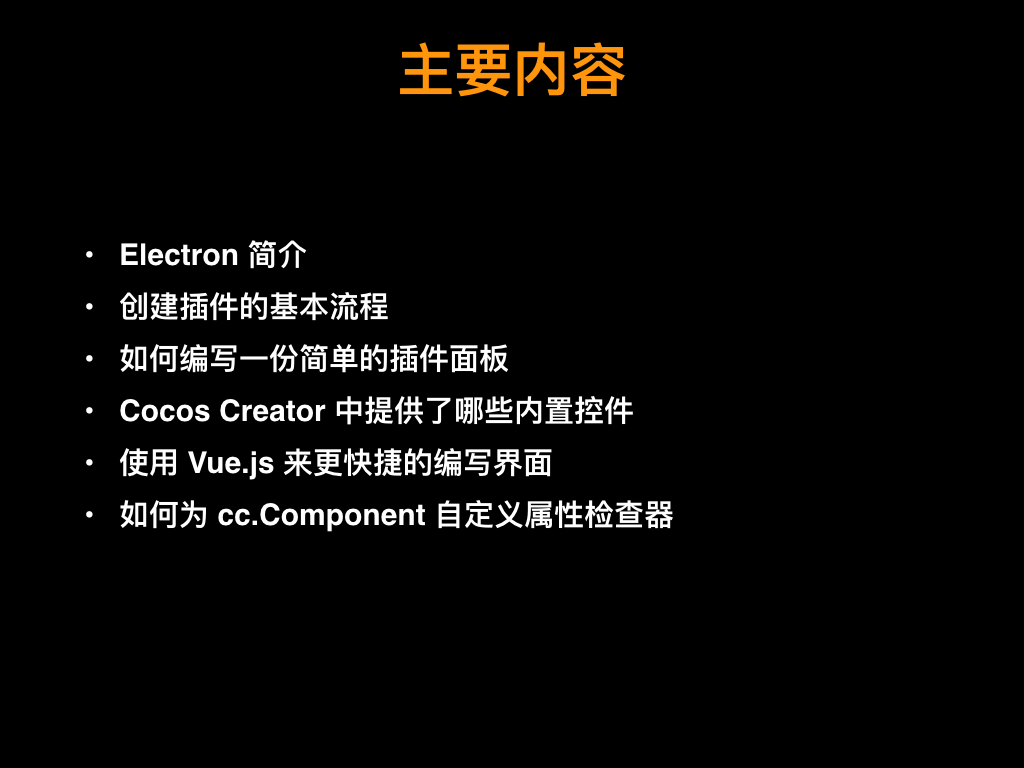 主要内容
• Electron 简介
• 创建插件的基本流程
• 如何编写一份简单的插件面板
• Cocos Creator 中提供了哪些内置控件
• 使用 Vue.js 来更快捷的编写界面
• 如何为 cc.Component 自定义属性检查器